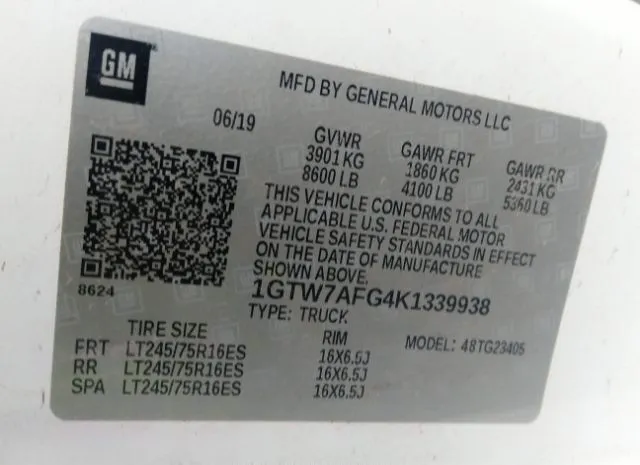 GM
MFD BY GENERAL MOTORS LLC
06/19
GVWR GAWR FRT GAWR RR
3901 KG 1860 KG 2431 KG
8600 LB 4100 LB 5360 LB
THIS VEHICLE CONFORMS TO ALL
APPLICABLE U.S. FEDERAL MOTOR
VEHICLE SAFETY STANDARDS IN EFFECT
ON THE DATE OF MANUFACTURE
SHOWN ABOVE.
8624
1GTW7AFG4K1339938
TYPE: TRUCK
MODEL: 48TG23405
TIRE SIZE RIM
FRT LT245/75R16ES 16X6.5J
RR LT245/75R16ES 16X6.5J
SPA LT245/75R16ES 16X6.5J